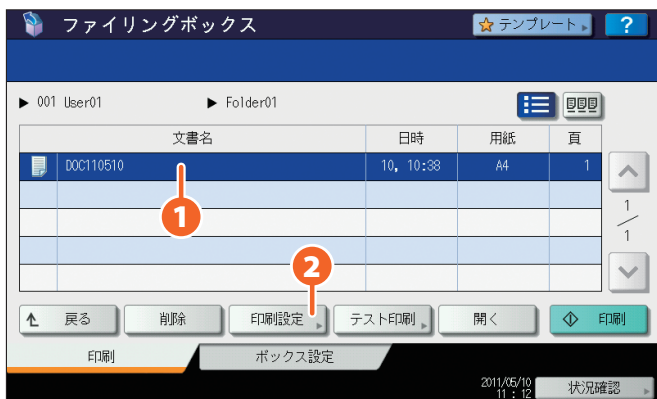 ファイリングボックス
テンプレート
?
001 User01 Folder01
文書名 日時 用紙 頁
DOC110510 10, 10:38 A4 1
1
1
1
2
戻る 削除 印刷設定 テスト印刷 開く 印刷
印刷 ボックス設定
2011/05/10
11 : 12
状況確認